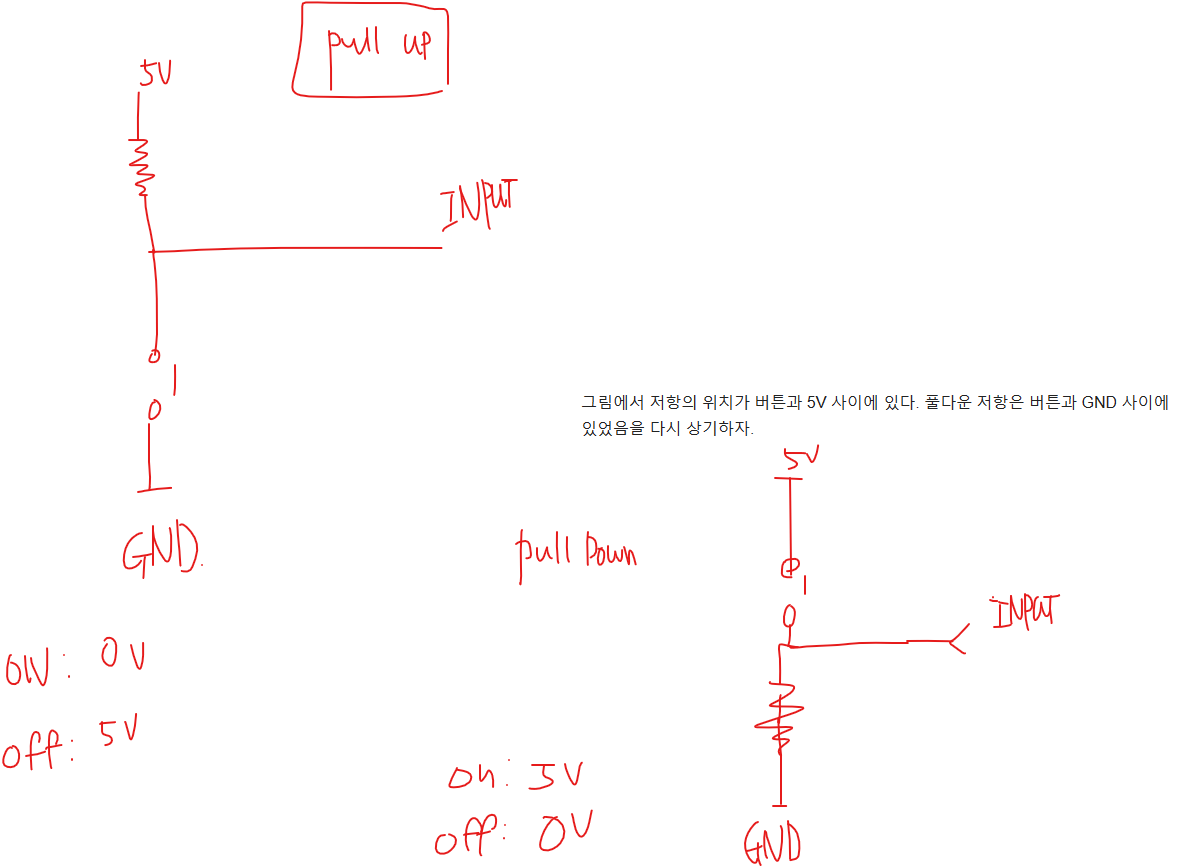 pull up
5V
INPUT
GND.
ON: 0V
off: 5V
그림에서 저항의 위치가 버튼과 5V 사이에 있다. 풀다운 저항은 버튼과 GND 사이에
있었음을 다시 상기하자.
pull Down
5V
INPUT
GND
on: 5V
off: 0V